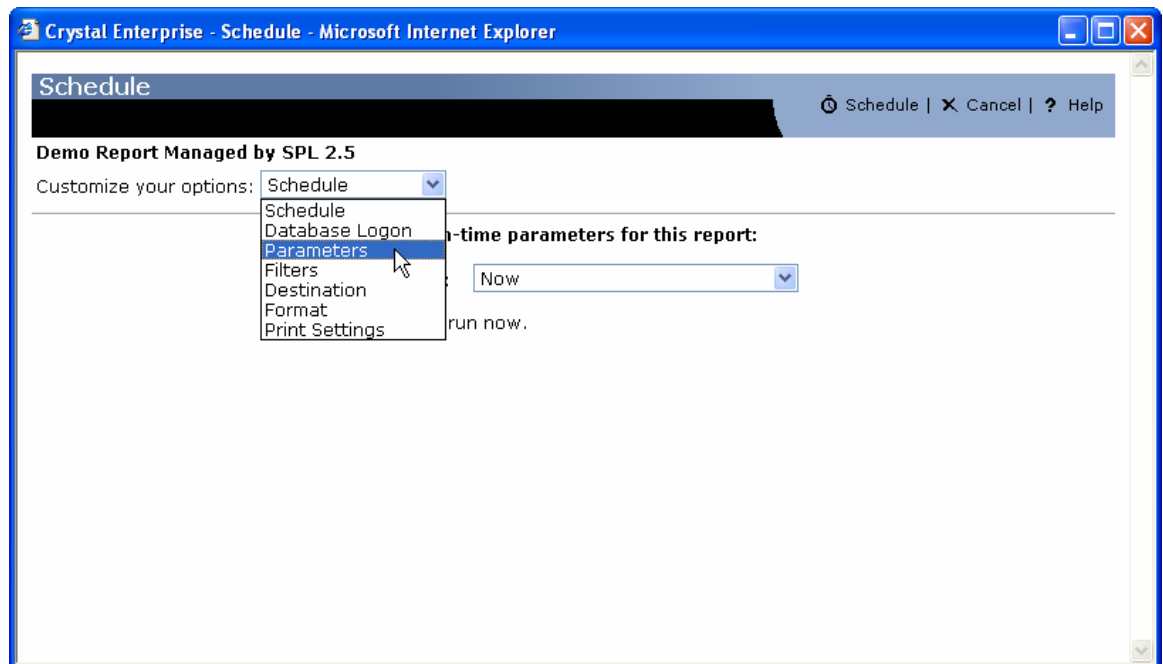 Crystal Enterprise - Schedule - Microsoft Internet Explorer
Schedule
Schedule | Cancel | ? Help
Demo Report Managed by SPL 2.5
Customize your options: Schedule
Schedule
Database Logon
Parameters
n-time parameters for this report:
Filters
: Now
Destination
Format
Print Settings
run now.